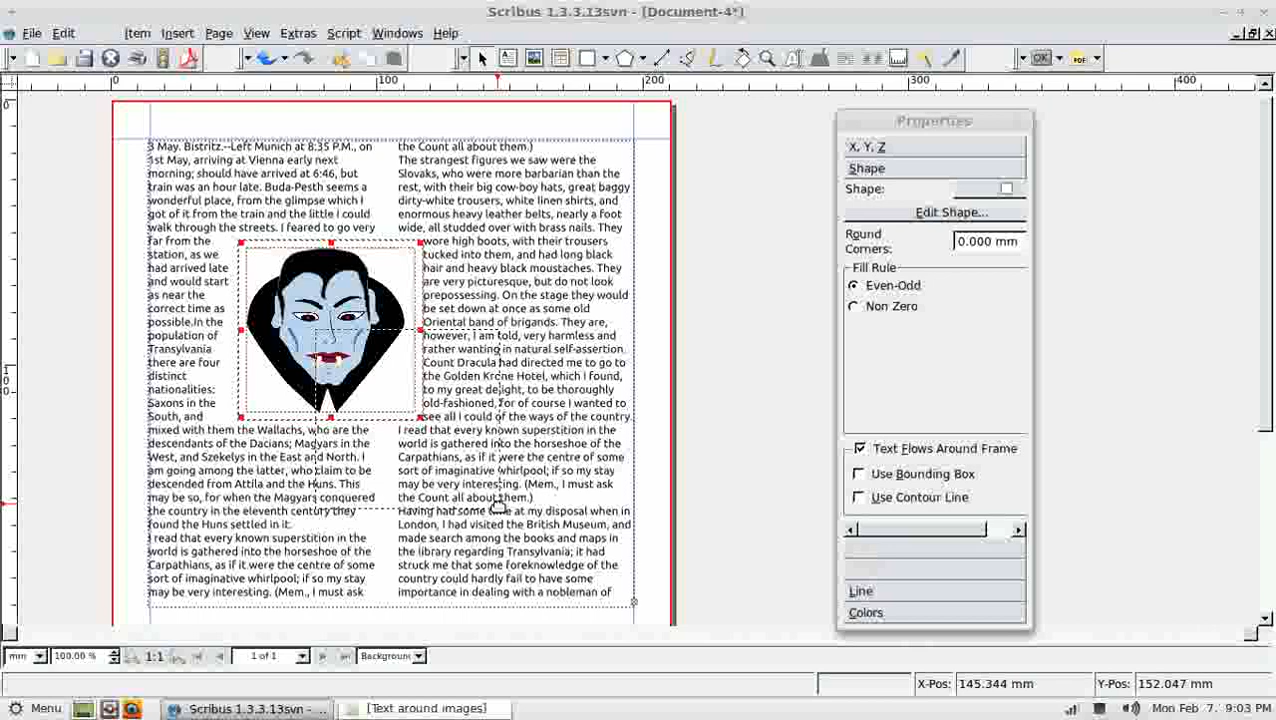 Scribus 1.3.3.13svn - [Document-4*]
File Edit Item Insert Page View Extras Script Windows Help
0 100 200 300 400
3 May. Bistritz.--Left Munich at 8:35 P.M., on
1st May, arriving at Vienna early next
morning; should have arrived at 6:46, but
train was an hour late. Buda-Pesth seems a
wonderful place, from the glimpse which I
got of it from the train and the little I could
walk through the streets. I feared to go very
far from the
station, as we
had arrived late
and would start
as near the
correct time as
possible.In the
population of
Transylvania
there are four
distinct
nationalities:
Saxons in the
South, and
mixed with them the Wallachs, who are the
descendants of the Dacians; Magyars in the
West, and Szekelys in the East and North. I
am going among the latter, who claim to be
descended from Attila and the Huns. This
may be so, for when the Magyars conquered
the country in the eleventh century they
found the Huns settled in it.
I read that every known superstition in the
world is gathered into the horseshoe of the
Carpathians, as if it were the centre of some
sort of imaginative whirlpool; if so my stay
may be very interesting. (Mem., I must ask
the Count all about them.)
The strangest figures we saw were the
Slovaks, who were more barbarian than the
rest, with their big cow-boy hats, great baggy
dirty-white trousers, white linen shirts, and
enormous heavy leather belts, nearly a foot
wide, all studded over with brass nails. They
wore high boots, with their trousers
tucked into them, and had long black
hair and heavy black moustaches. They
are very picturesque, but do not look
prepossessing. On the stage they would
be set down at once as some old
Oriental band of brigands. They are,
however, I am told, very harmless and
rather wanting in natural self-assertion.
Count Dracula had directed me to go to
the Golden Krone Hotel, which I found,
to my great delight, to be thoroughly
old-fashioned, for of course I wanted to
see all I could of the ways of the country.
I read that every known superstition in the
world is gathered into the horseshoe of the
Carpathians, as if it were the centre of some
sort of imaginative whirlpool; if so my stay
may be very interesting. (Mem., I must ask
the Count all about them.)
Having had some time at my disposal when in
London, I had visited the British Museum, and
made search among the books and maps in
the library regarding Transylvania; it had
struck me that some foreknowledge of the
country could hardly fail to have some
importance in dealing with a nobleman of
Properties
X, Y, Z
Shape
Shape:
Edit Shape...
Round Corners: 0.000 mm
Fill Rule
Even-Odd
Non Zero
Text Flows Around Frame
Use Bounding Box
Use Contour Line
Line
Colors
mm 100.00 % 1:1 1 of 1 Background
X-Pos: 145.344 mm Y-Pos: 152.047 mm
Menu Scribus 1.3.3.13svn - [Docum... [Text around images] Mon Feb 7, 9:03 PM